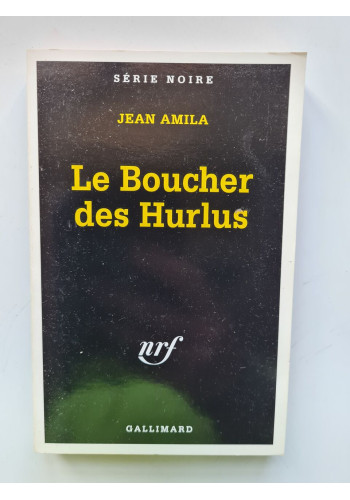 SÉRIE NOIRE
JEAN AMILA
Le Boucher
des Hurlus
nrf
GALLIMARD